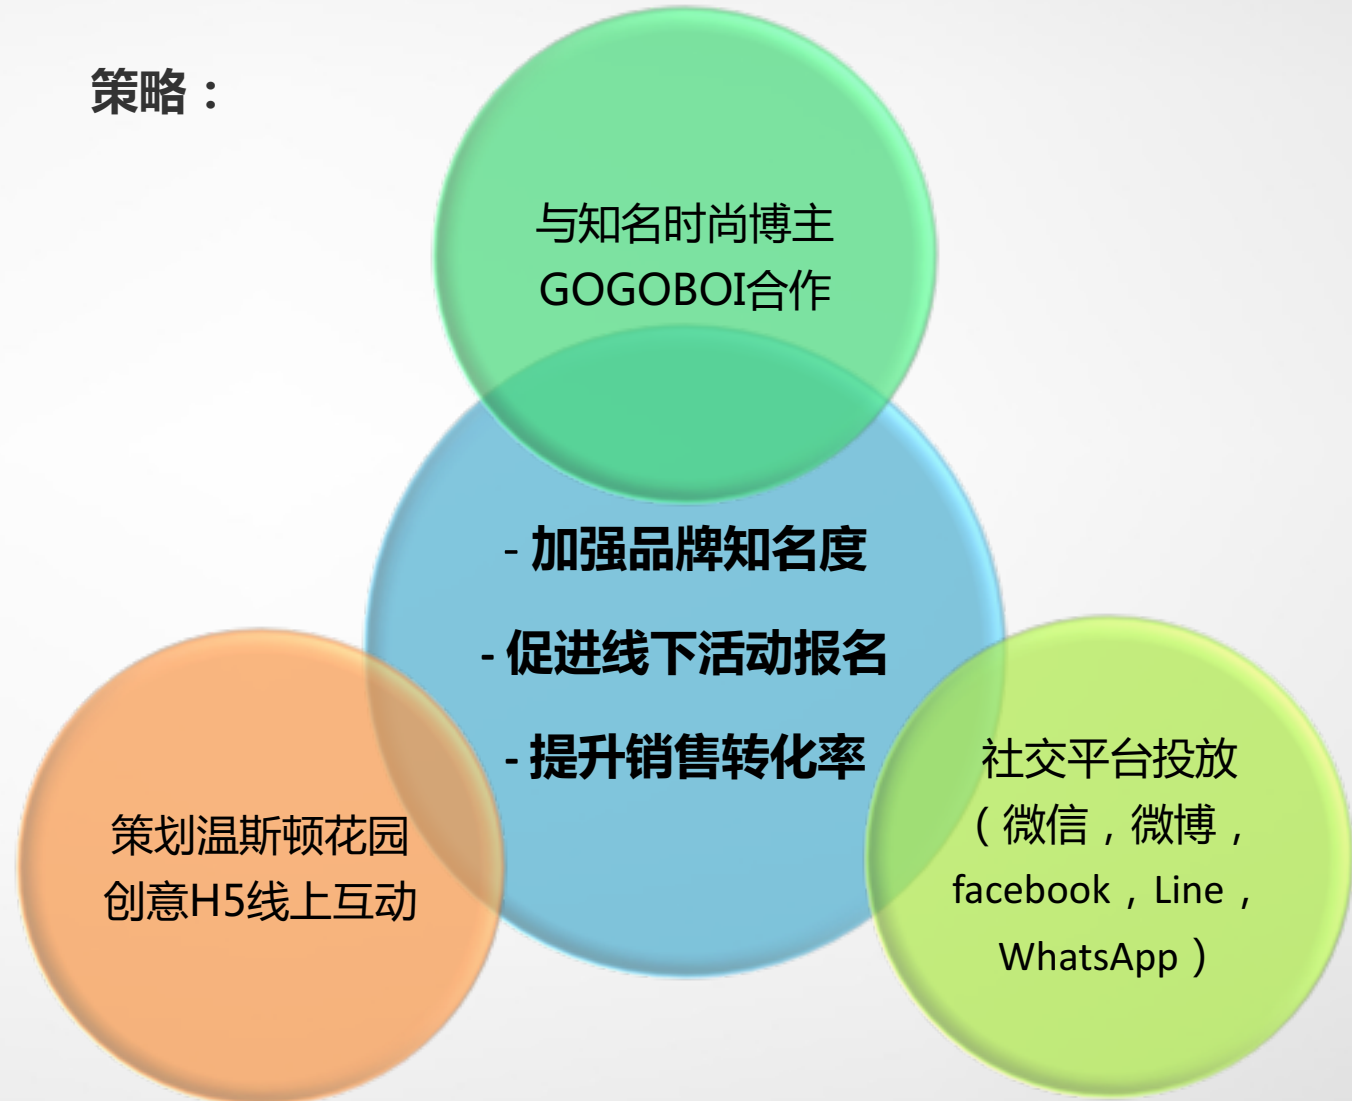 策略：
与知名时尚博主
GOGOBOI合作
- 加强品牌知名度
- 促进线下活动报名
- 提升销售转化率
策划温斯顿花园
创意H5线上互动
社交平台投放
（微信，微博，
facebook，Line，
WhatsApp）